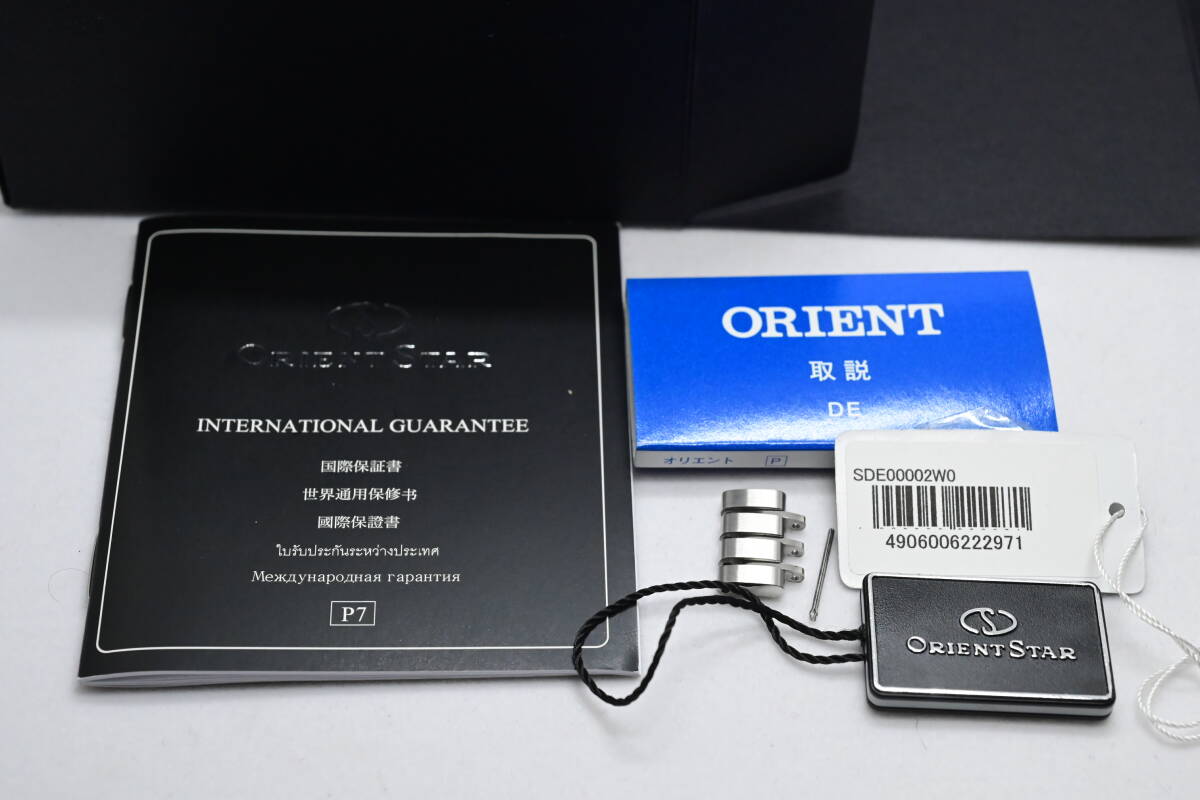 ORIENT STAR
INTERNATIONAL GUARANTEE
国際保証書
世界通用保修书
國際保證書
ใบรับประกันระหว่างประเทศ
Международная гарантия
P7
ORIENT
取説
DE
オリエント P
SDE00002W0
4906006222971
ORIENT STAR